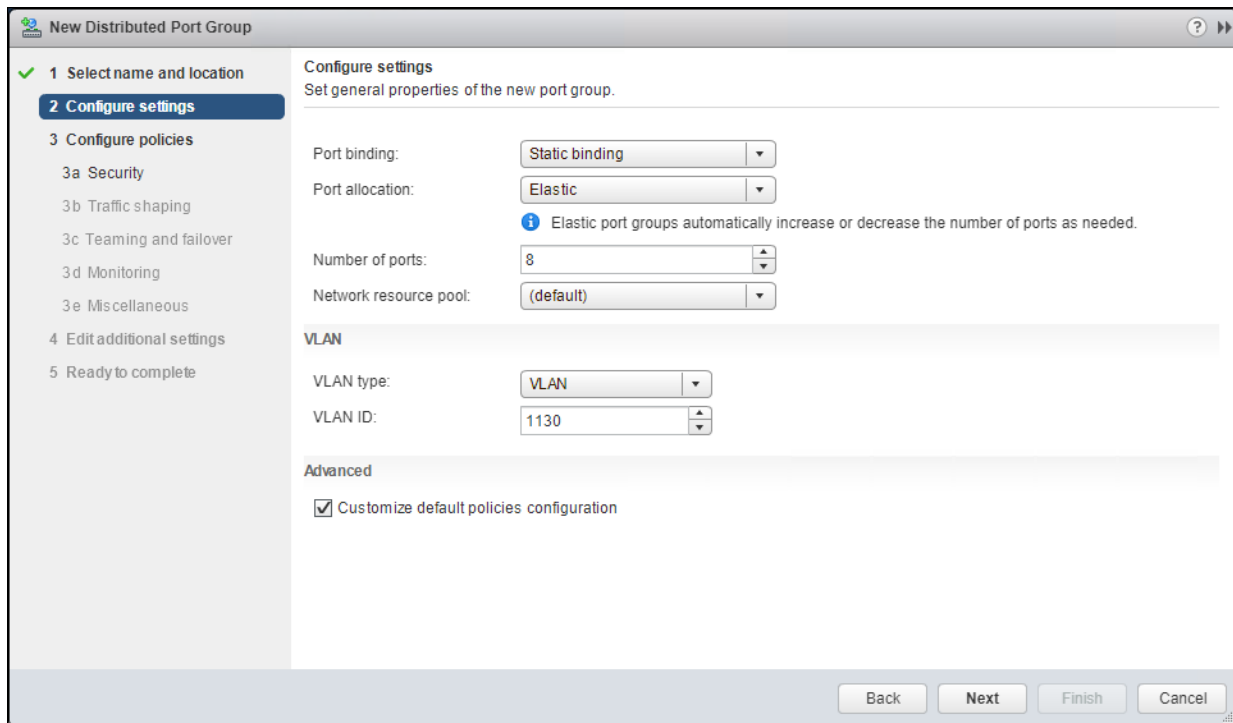 New Distributed Port Group
?
1 Select name and location
2 Configure settings
3 Configure policies
3a Security
3b Traffic shaping
3c Teaming and failover
3d Monitoring
3e Miscellaneous
4 Edit additional settings
5 Ready to complete
Configure settings
Set general properties of the new port group.
Port binding: Static binding
Port allocation: Elastic
Elastic port groups automatically increase or decrease the number of ports as needed.
Number of ports: 8
Network resource pool: (default)
VLAN
VLAN type: VLAN
VLAN ID: 1130
Advanced
Customize default policies configuration
Back Next Finish Cancel